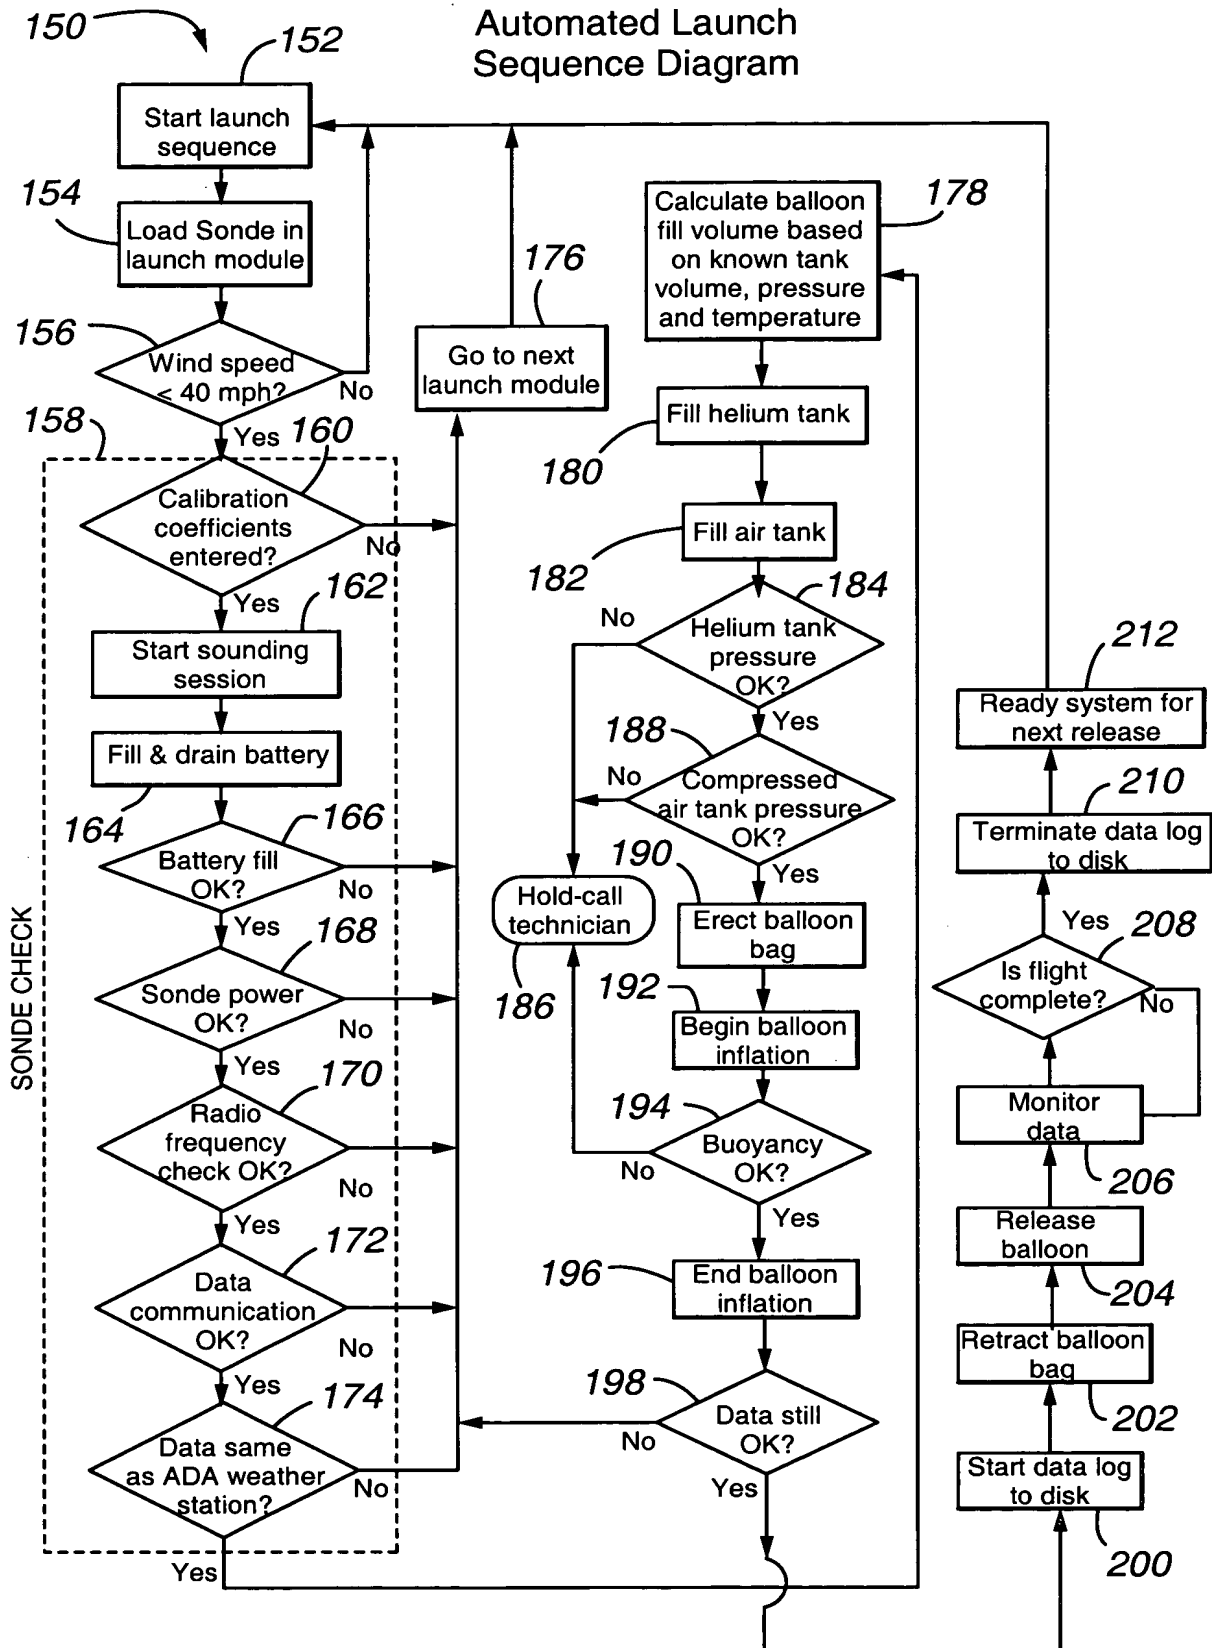 Automated Launch
Sequence Diagram
150
152
Start launch
sequence
154
Load Sonde in
launch module
156
Wind speed
< 40 mph?
No
Yes
158
SONDE CHECK
160
Calibration
coefficients
entered?
No
Yes
162
Start sounding
session
Fill & drain battery
164
166
Battery fill
OK?
No
Yes
168
Sonde power
OK?
No
Yes
170
Radio
frequency
check OK?
No
Yes
172
Data
communication
OK?
No
Yes
174
Data same
as ADA weather
station?
No
Yes
176
Go to next
launch module
178
Calculate balloon
fill volume based
on known tank
volume, pressure
and temperature
Fill helium tank
180
Fill air tank
182
184
No
Helium tank
pressure
OK?
Yes
188
No
Compressed
air tank pressure
OK?
Yes
Hold-call
technician
186
190
Erect balloon
bag
192
Begin balloon
inflation
194
Buoyancy
OK?
No
Yes
196
End balloon
inflation
198
Data still
OK?
No
Yes
212
Ready system for
next release
210
Terminate data log
to disk
Yes
208
Is flight
complete?
No
Monitor
data
206
Release
balloon
204
Retract balloon
bag
202
Start data log
to disk
200